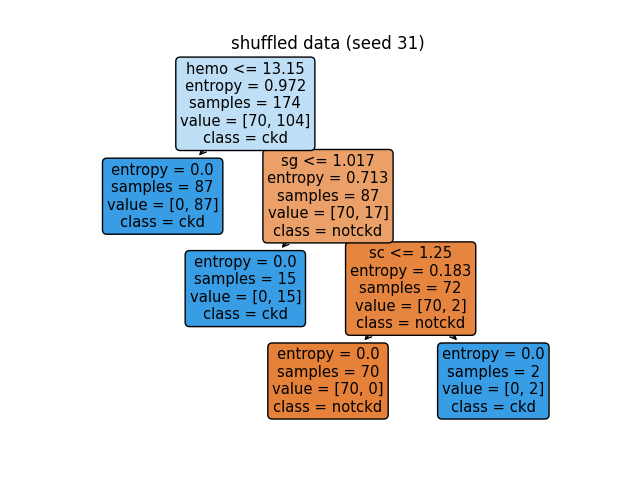 shuffled data (seed 31)
hemo <= 13.15
entropy = 0.972
samples = 174
value = [70, 104]
class = ckd
entropy = 0.0
samples = 87
value = [0, 87]
class = ckd
sg <= 1.017
entropy = 0.713
samples = 87
value = [70, 17]
class = notckd
entropy = 0.0
samples = 15
value = [0, 15]
class = ckd
sc <= 1.25
entropy = 0.183
samples = 72
value = [70, 2]
class = notckd
entropy = 0.0
samples = 70
value = [70, 0]
class = notckd
entropy = 0.0
samples = 2
value = [0, 2]
class = ckd